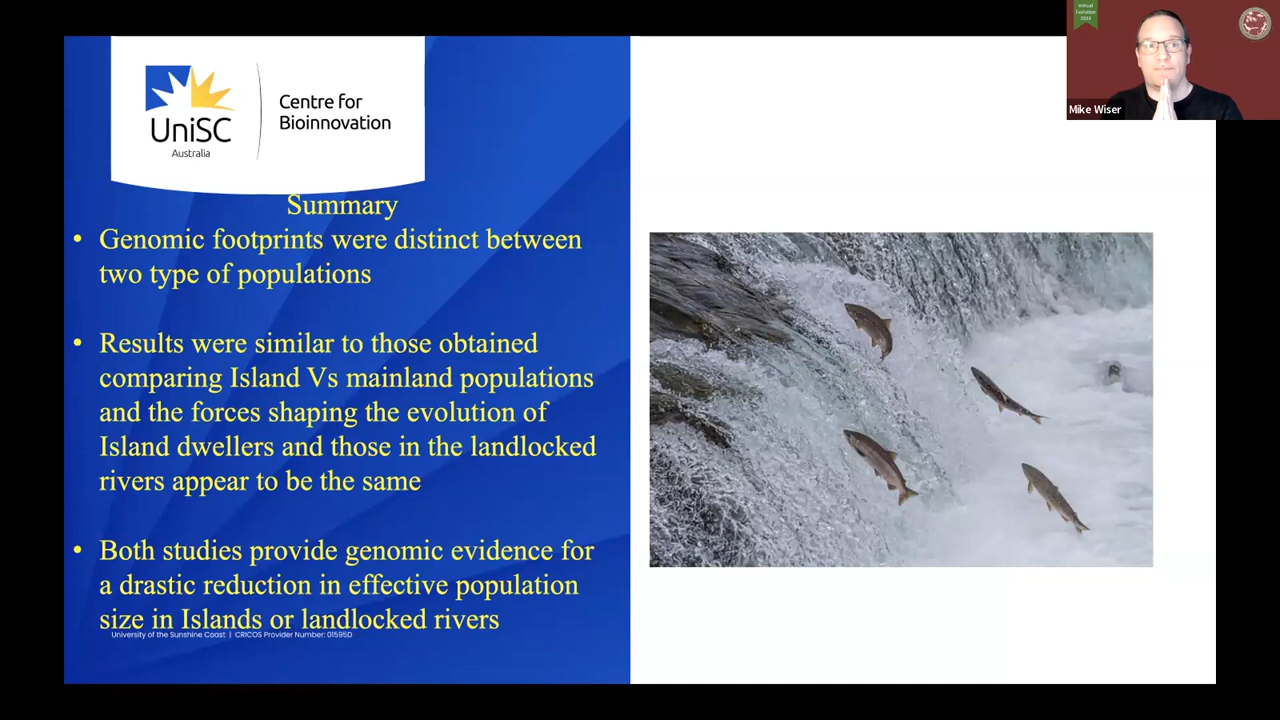 Virtual
Evolution
2023
Mike Wiser
UniSC
Australia
Centre for
Bioinnovation
Summary
• Genomic footprints were distinct between
two type of populations
• Results were similar to those obtained
comparing Island Vs mainland populations
and the forces shaping the evolution of
Island dwellers and those in the landlocked
rivers appear to be the same
• Both studies provide genomic evidence for
a drastic reduction in effective population
size in Islands or landlocked rivers
University of the Sunshine Coast | CRICOS Provider Number: 01595D